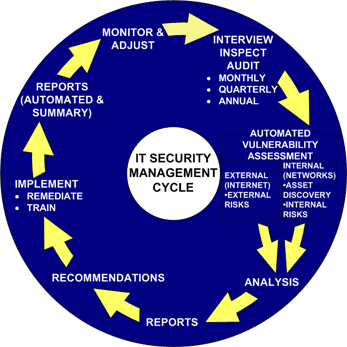 MONITOR &
ADJUST
INTERVIEW
INSPECT
AUDIT
• MONTHLY
• QUARTERLY
• ANNUAL
AUTOMATED
VULNERABILITY
ASSESSMENT
EXTERNAL
(INTERNET)
•EXTERNAL
RISKS
INTERNAL
(NETWORKS)
•ASSET
DISCOVERY
•INTERNAL
RISKS
ANALYSIS
REPORTS
RECOMMENDATIONS
IMPLEMENT
• REMEDIATE
• TRAIN
REPORTS
(AUTOMATED &
SUMMARY)
IT SECURITY
MANAGEMENT
CYCLE